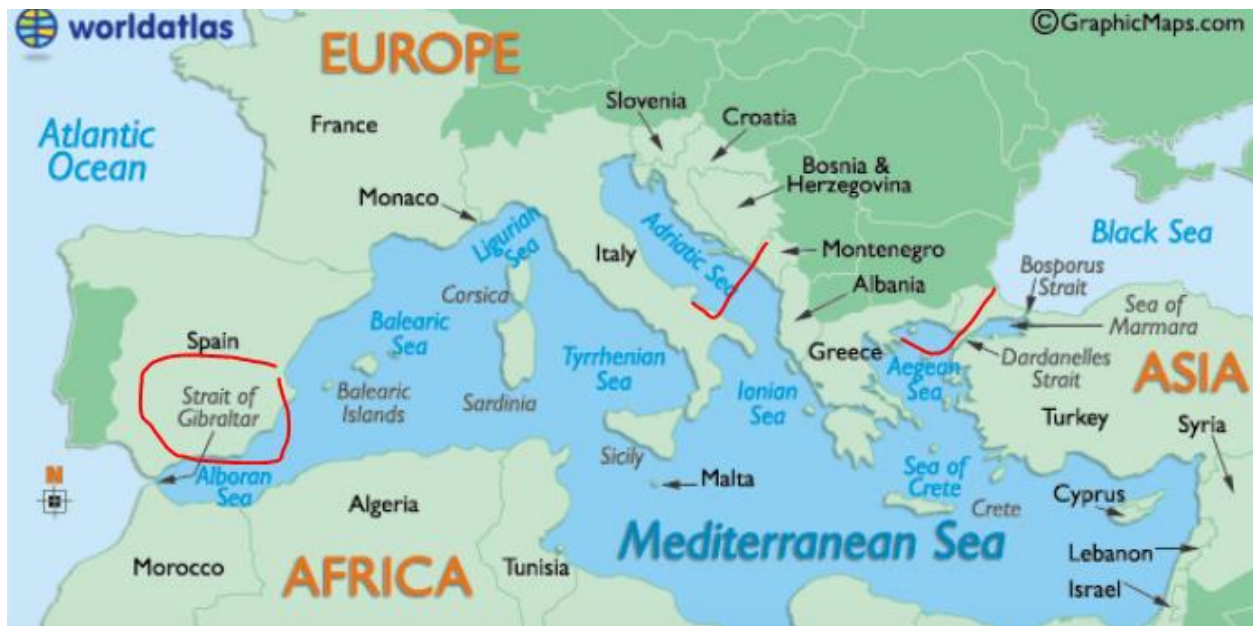 worldatlas
©GraphicMaps.com
EUROPE
Atlantic
Ocean
France
Slovenia
Croatia
Bosnia &
Herzegovina
Monaco
Ligurian
Sea
Italy
Adriatic Sea
Montenegro
Albania
Black Sea
Bosporus
Strait
Sea of
Marmara
Corsica
Balearic
Sea
Spain
Strait of
Gibraltar
Balearic
Islands
Sardinia
Tyrrhenian
Sea
Ionian
Sea
Greece
Aegean
Sea
Dardanelles
Strait
ASIA
Turkey
Syria
N
Alboran
Sea
Sicily
Malta
Sea of
Crete
Crete
Cyprus
Lebanon
Israel
Algeria
Mediterranean Sea
Morocco
AFRICA
Tunisia